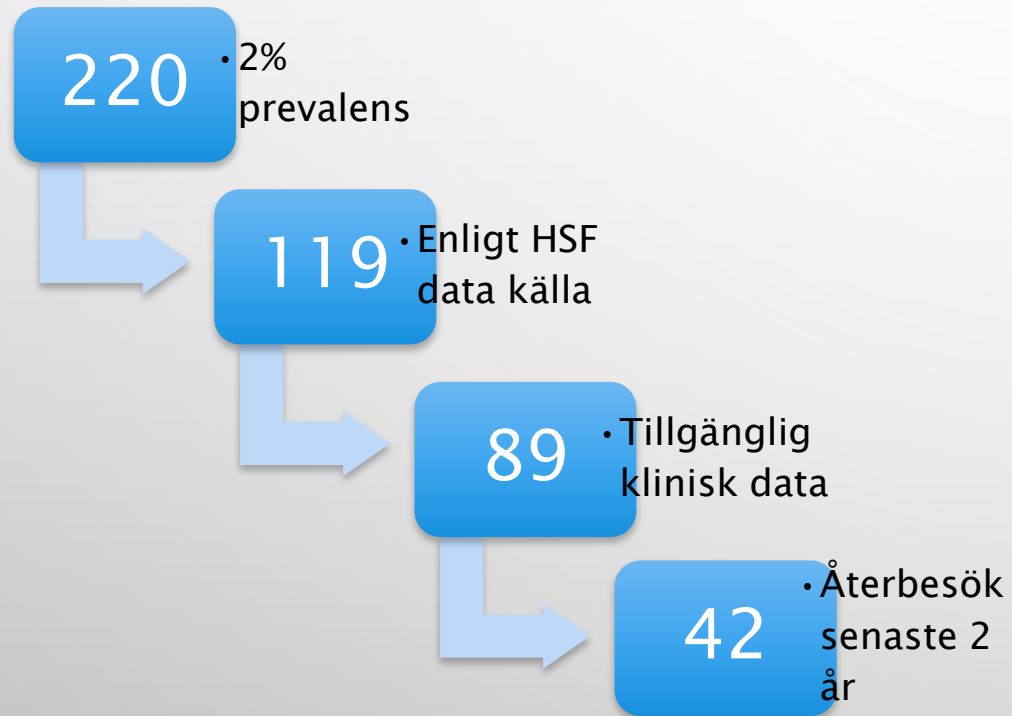 220
• 2%
prevalens
119
• Enligt HSF
data källa
89
• Tillgänglig
klinisk data
42
• Återbesök
senaste 2
år